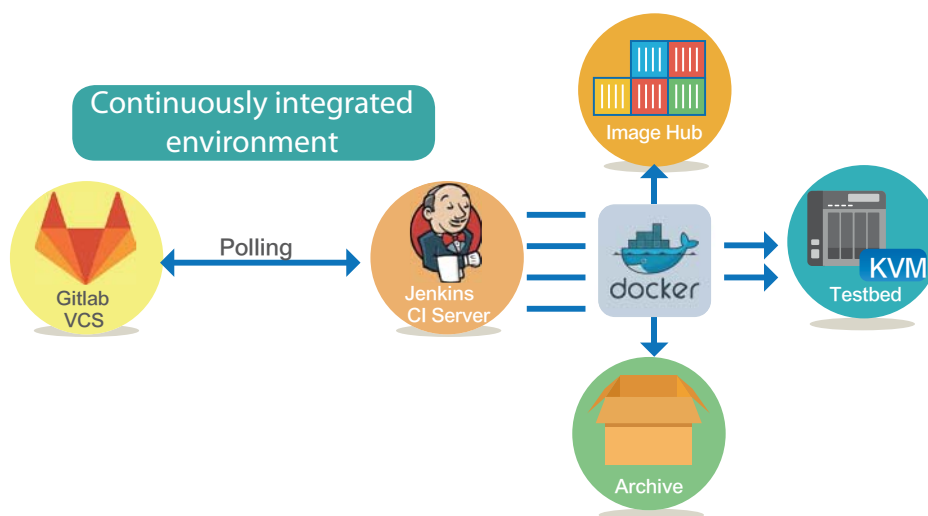 Continuously integrated
environment
Image Hub
Polling
Gitlab
VCS
Jenkins
CI Server
docker
KVM
Testbed
Archive